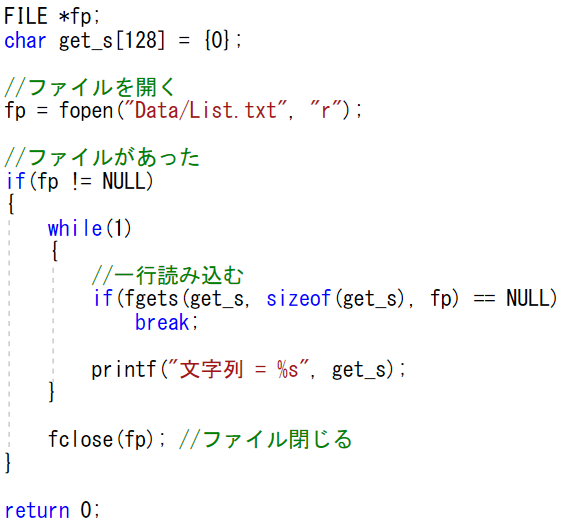 FILE *fp;
char get_s[128] = {0};
//ファイルを開く
fp = fopen("Data/List.txt", "r");
//ファイルがあった
if(fp != NULL)
{
while(1)
{
//一行読み込む
if(fgets(get_s, sizeof(get_s), fp) == NULL)
break;
printf("文字列 = %s", get_s);
}
fclose(fp); //ファイル閉じる
}
return 0;